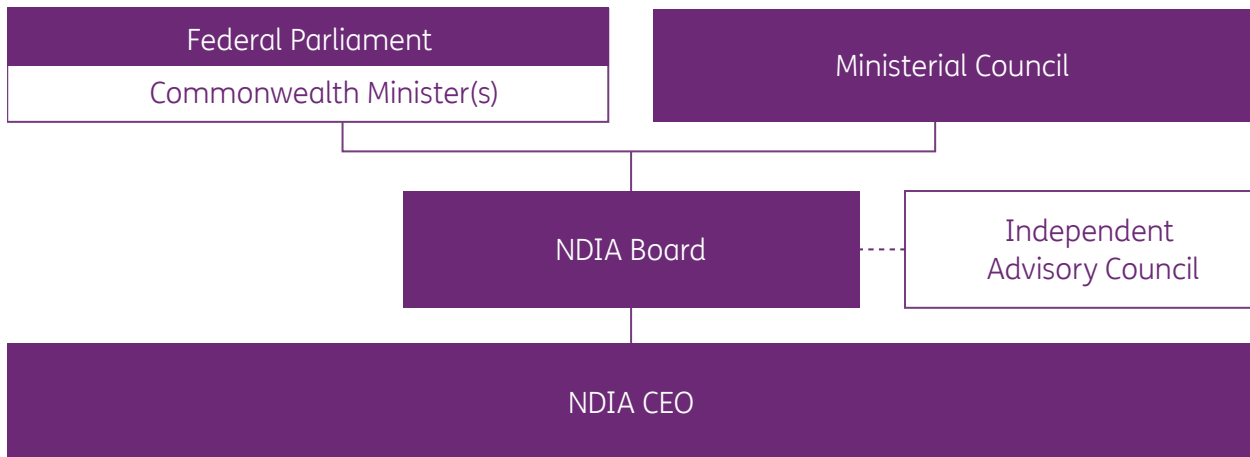 Federal Parliament
Commonwealth Minister(s)
Ministerial Council
NDIA Board
Independent
Advisory Council
NDIA CEO